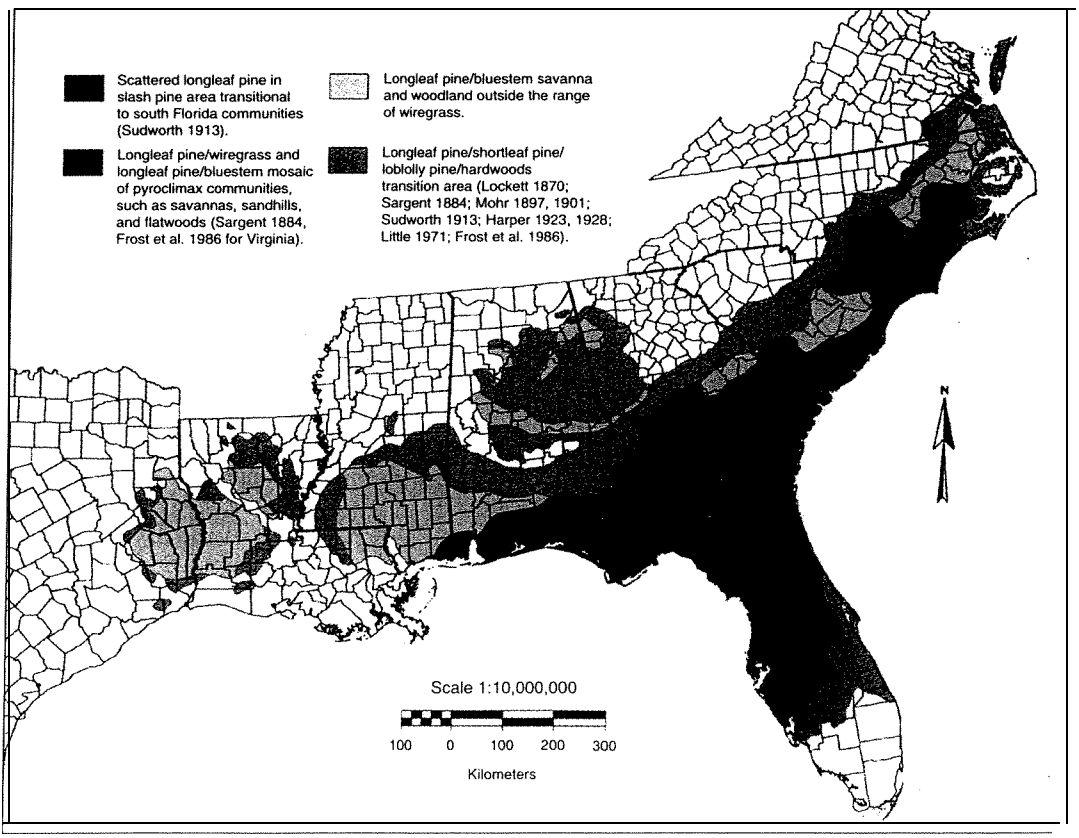 Scattered longleaf pine in
slash pine area transitional
to south Florida communities
(Sudworth 1913).
Longleaf pine/wiregrass and
longleaf pine/bluestem mosaic
of pyroclimax communities,
such as savannas, sandhills,
and flatwoods (Sargent 1884,
Frost et al. 1986 for Virginia).
Longleaf pine/bluestem savanna
and woodland outside the range
of wiregrass.
Longleaf pine/shortleaf pine/
loblolly pine/hardwoods
transition area (Lockett 1870;
Sargent 1884; Mohr 1897, 1901;
Sudworth 1913; Harper 1923, 1928;
Little 1971; Frost et al. 1986).
N
Scale 1:10,000,000
100 0 100 200 300
Kilometers